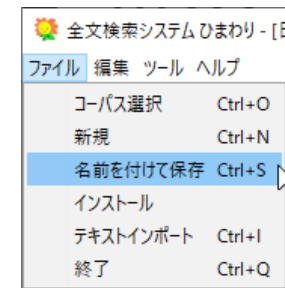 全文検索システム ひまわり - [
ファイル 編集 ツール ヘルプ
コーパス選択 Ctrl+O
新規 Ctrl+N
名前を付けて保存 Ctrl+S
インストール
テキストインポート Ctrl+I
終了 Ctrl+Q